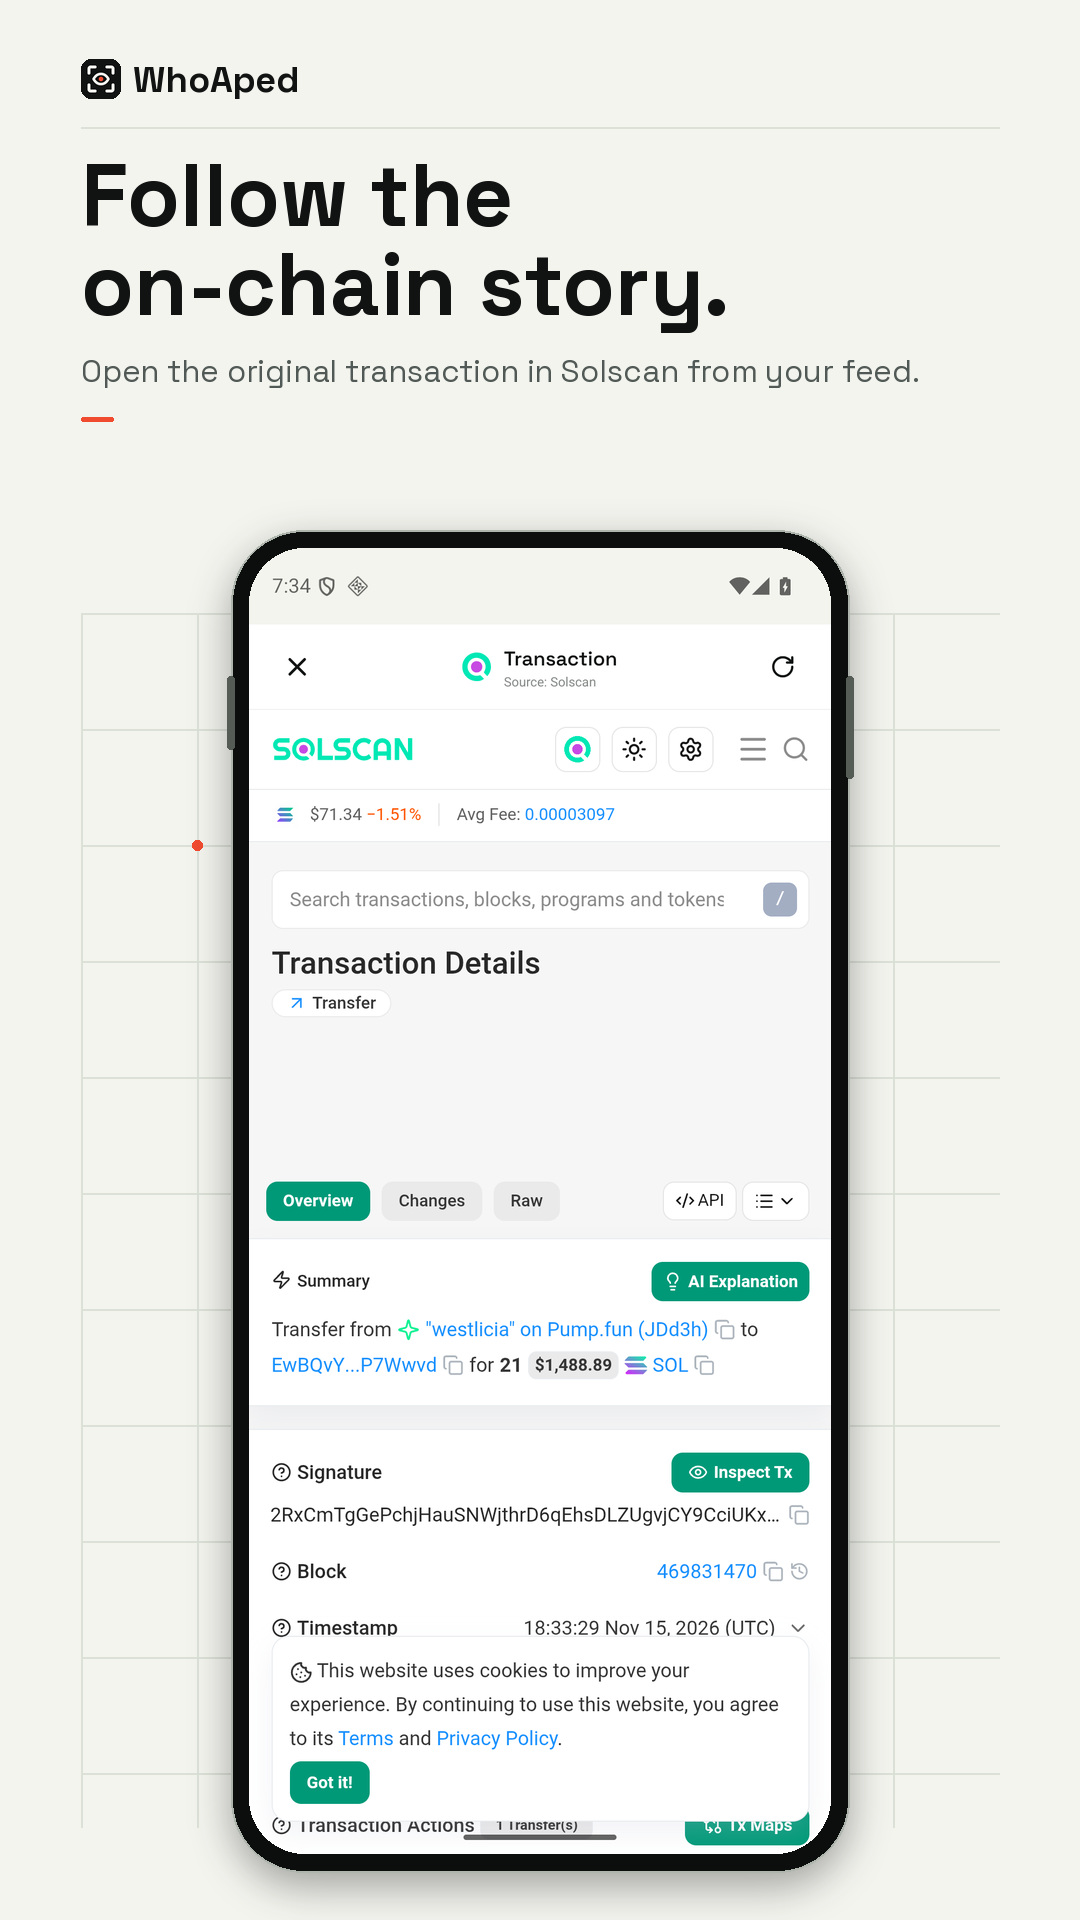 WhoAped
Follow the
on-chain story.
Open the original transaction in Solscan from your feed.
7:34
Transaction
Source: Solscan
SOLSCAN
$71.34 −1.51% Avg Fee: 0.00003097
Search transactions, blocks, programs and tokens /
Transaction Details
Transfer
Overview Changes Raw </> API
Summary AI Explanation
Transfer from "westlicia" on Pump.fun (JDd3h) to
EwBQvY...P7Wwvd for 21 $1,488.89 SOL
Signature Inspect Tx
2RxCmTgGePchjHauSNWjthrD6qEhsDLZUgvjCY9CciUKx...
Block 469831470
Timestamp 18:33:29 Nov 15, 2026 (UTC)
This website uses cookies to improve your
experience. By continuing to use this website, you agree
to its Terms and Privacy Policy.
Got it!
Transaction Actions 1 Transfer(s) Tx Maps